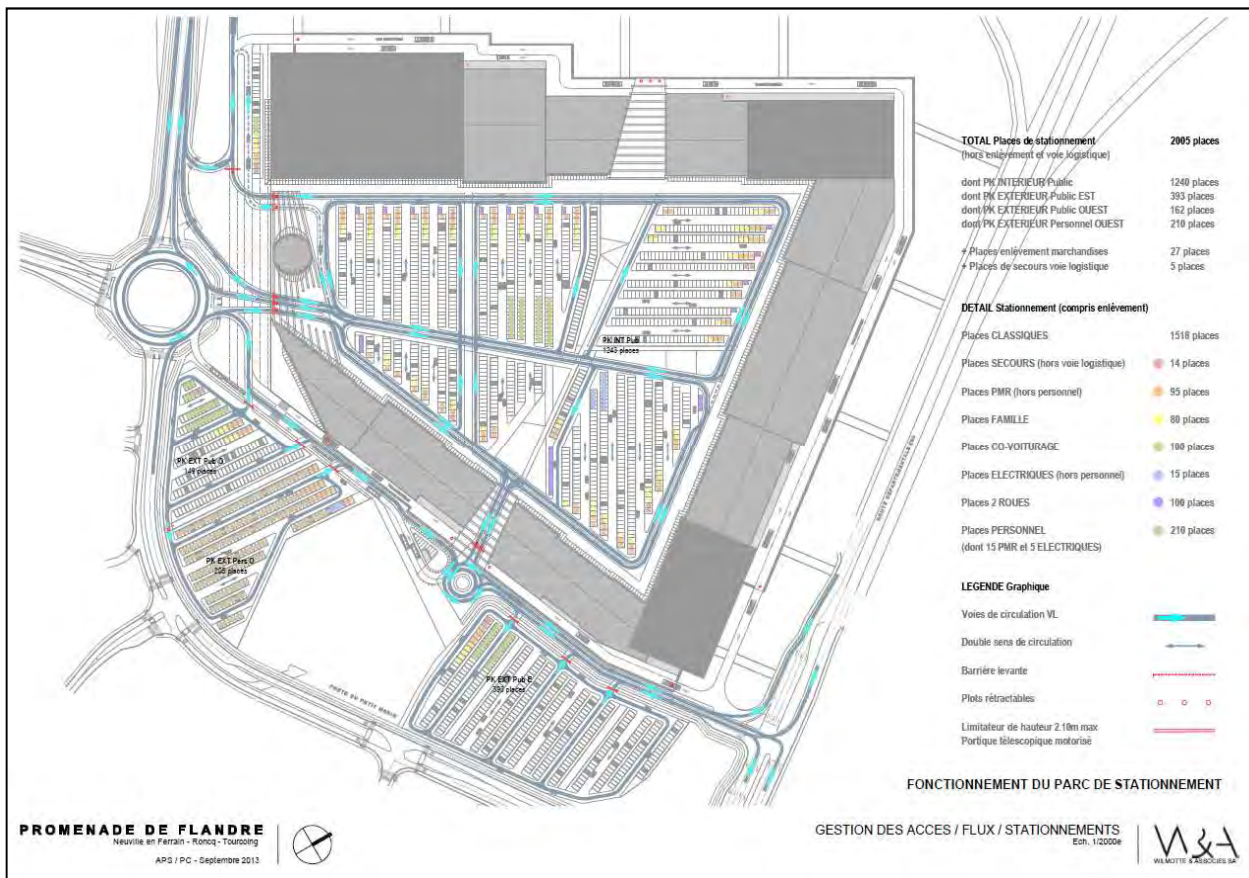 TOTAL Places de stationnement 2005 places
(hors enlèvement et voie logistique)
dont PK INTERIEUR Public 1240 places
dont PK EXTERIEUR Public EST 393 places
dont PK EXTERIEUR Public OUEST 162 places
dont PK EXTERIEUR Personnel OUEST 210 places
+ Places enlèvement marchandises 27 places
+ Places de secours voie logistique 5 places
DETAIL Stationnement (compris enlèvement)
Places CLASSIQUES 1518 places
Places SECOURS (hors voie logistique) 14 places
Places PMR (hors personnel) 95 places
Places FAMILLE 80 places
Places CO-VOITURAGE 100 places
Places ELECTRIQUES (hors personnel) 15 places
Places 2 ROUES 100 places
Places PERSONNEL 210 places
(dont 15 PMR et 5 ELECTRIQUES)
LEGENDE Graphique
Voies de circulation VL
Double sens de circulation
Barrière levante
Plots rétractables
Limitateur de hauteur 2.10m max
Portique télescopique motorisé
PK INT Pub
1243 places
PK EXT Pub O
149 places
PK EXT Pers O
PK EXT Pub E
393 places
ROUTE DEPARTEMENTALE 639
FONCTIONNEMENT DU PARC DE STATIONNEMENT
PROMENADE DE FLANDRE
Neuville en Ferrain - Roncq - Tourcoing
APS / PC - Septembre 2013
GESTION DES ACCES / FLUX / STATIONNEMENTS
Ech. 1/2000e
W&A
WILMOTTE & ASSOCIES SA